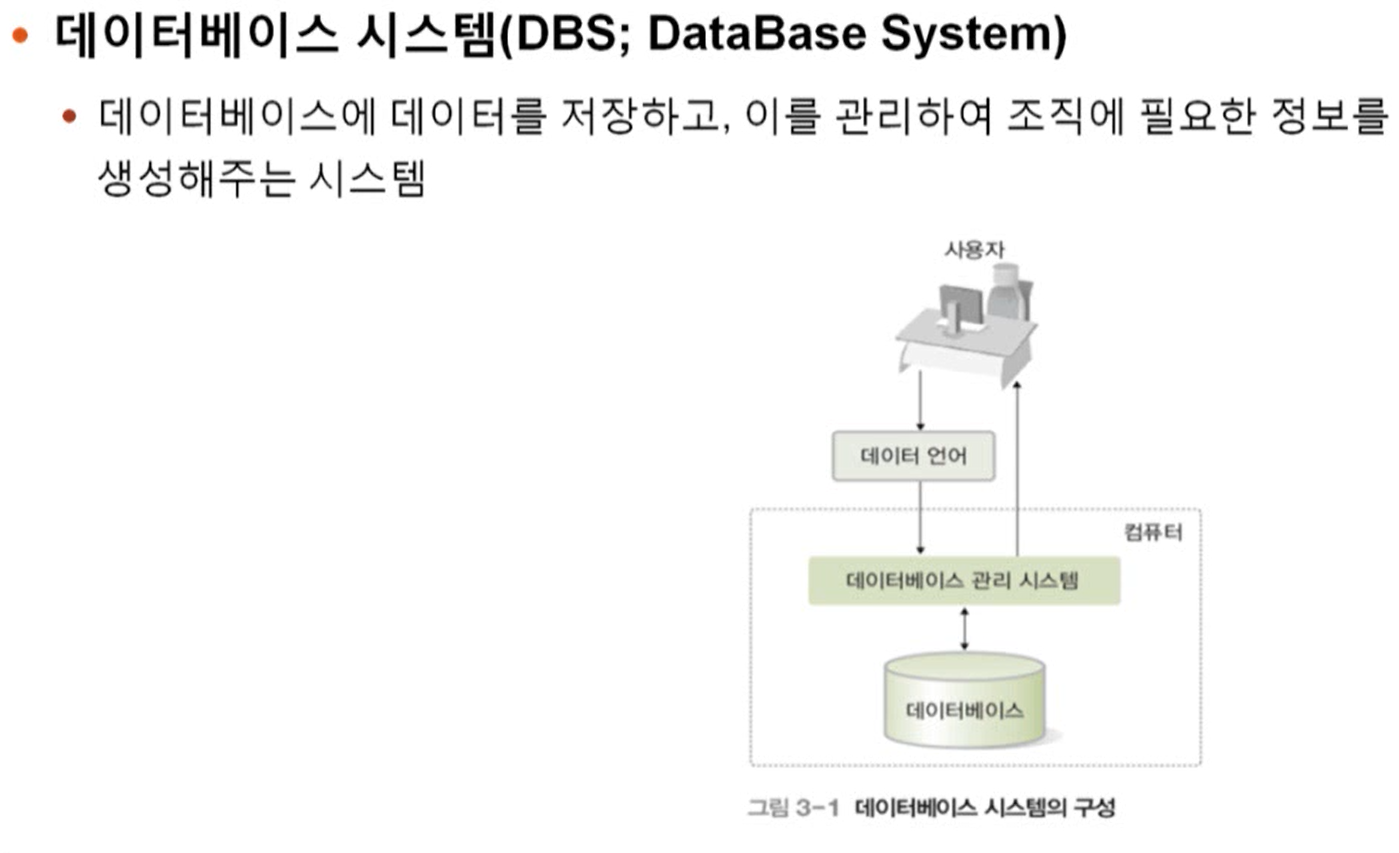 데이터베이스 시스템(DBS; DataBase System)
데이터베이스에 데이터를 저장하고, 이를 관리하여 조직에 필요한 정보를
생성해주는 시스템
사용자
데이터 언어
컴퓨터
데이터베이스 관리 시스템
데이터베이스
그림 3-1 데이터베이스 시스템의 구성